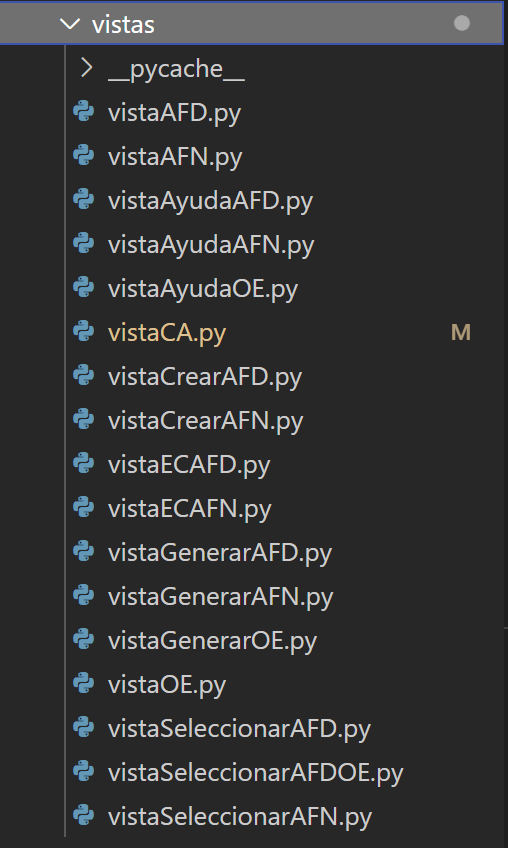 vistas
__pycache__
vistaAFD.py
vistaAFN.py
vistaAyudaAFD.py
vistaAyudaAFN.py
vistaAyudaOE.py
vistaCA.py M
vistaCrearAFD.py
vistaCrearAFN.py
vistaECAFD.py
vistaECAFN.py
vistaGenerarAFD.py
vistaGenerarAFN.py
vistaGenerarOE.py
vistaOE.py
vistaSeleccionarAFD.py
vistaSeleccionarAFDOE.py
vistaSeleccionarAFN.py